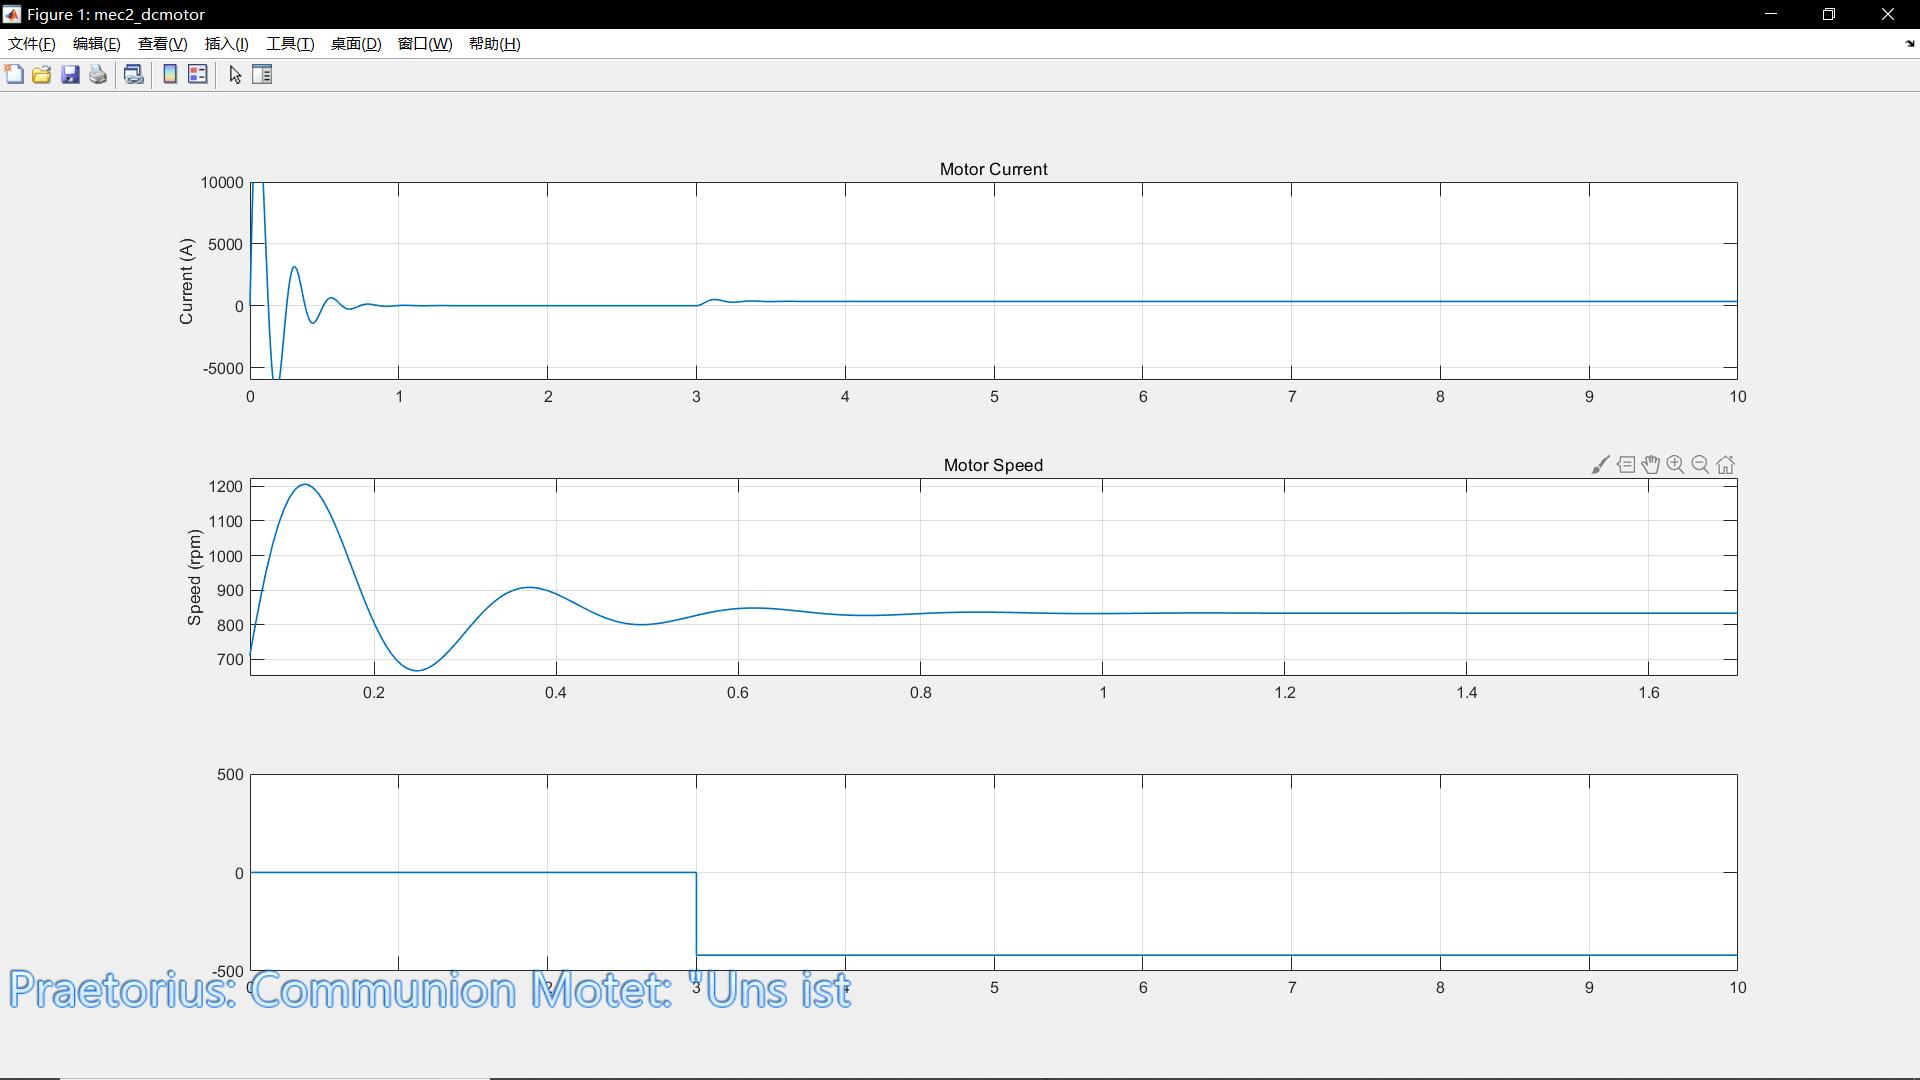 Figure 1: mec2_dcmotor
文件(F) 编辑(E) 查看(V) 插入(I) 工具(T) 桌面(D) 窗口(W) 帮助(H)
Motor Current
Current (A)
10000
5000
0
-5000
0 1 2 3 4 5 6 7 8 9 10
Motor Speed
Speed (rpm)
1200
1100
1000
900
800
700
0.2 0.4 0.6 0.8 1 1.2 1.4 1.6
500
0
-500
0 2 3 4 5 6 7 8 9 10
Praetorius: Communion Motet: "Uns ist